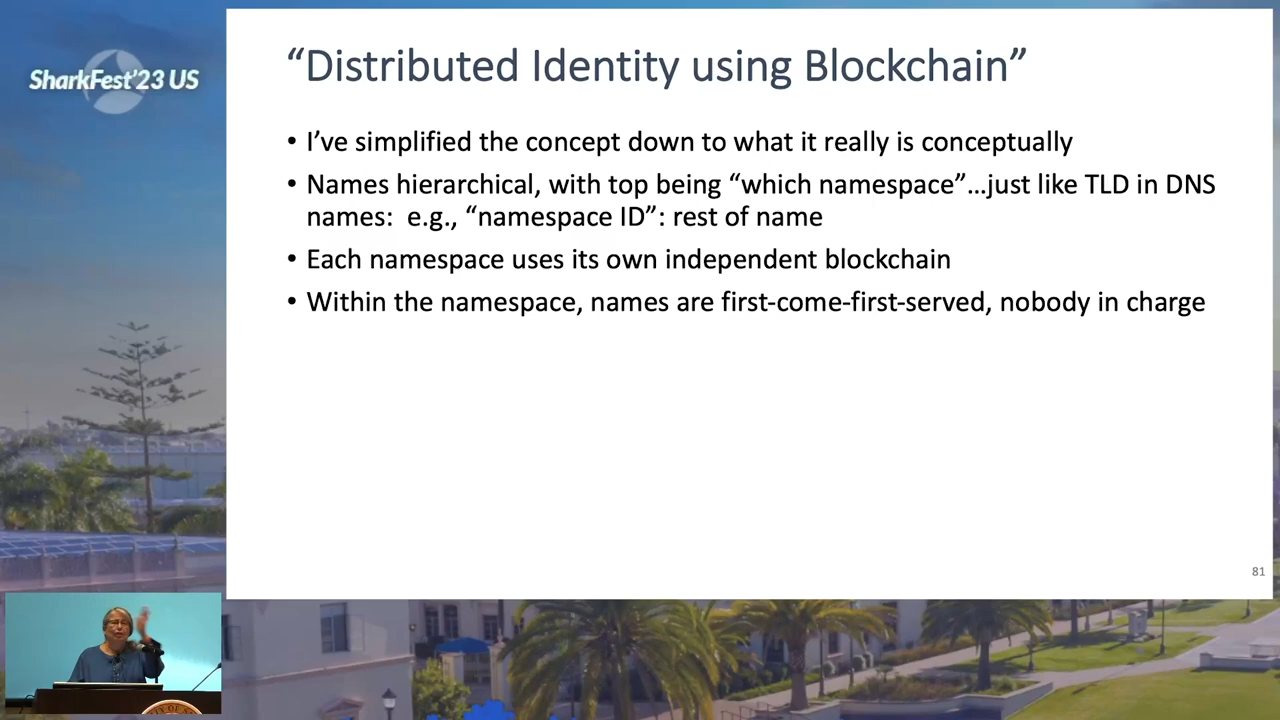 SharkFest'23 US
“Distributed Identity using Blockchain”
• I’ve simplified the concept down to what it really is conceptually
• Names hierarchical, with top being “which namespace”…just like TLD in DNS
names:  e.g., “namespace ID”: rest of name
• Each namespace uses its own independent blockchain
• Within the namespace, names are first-come-first-served, nobody in charge
81